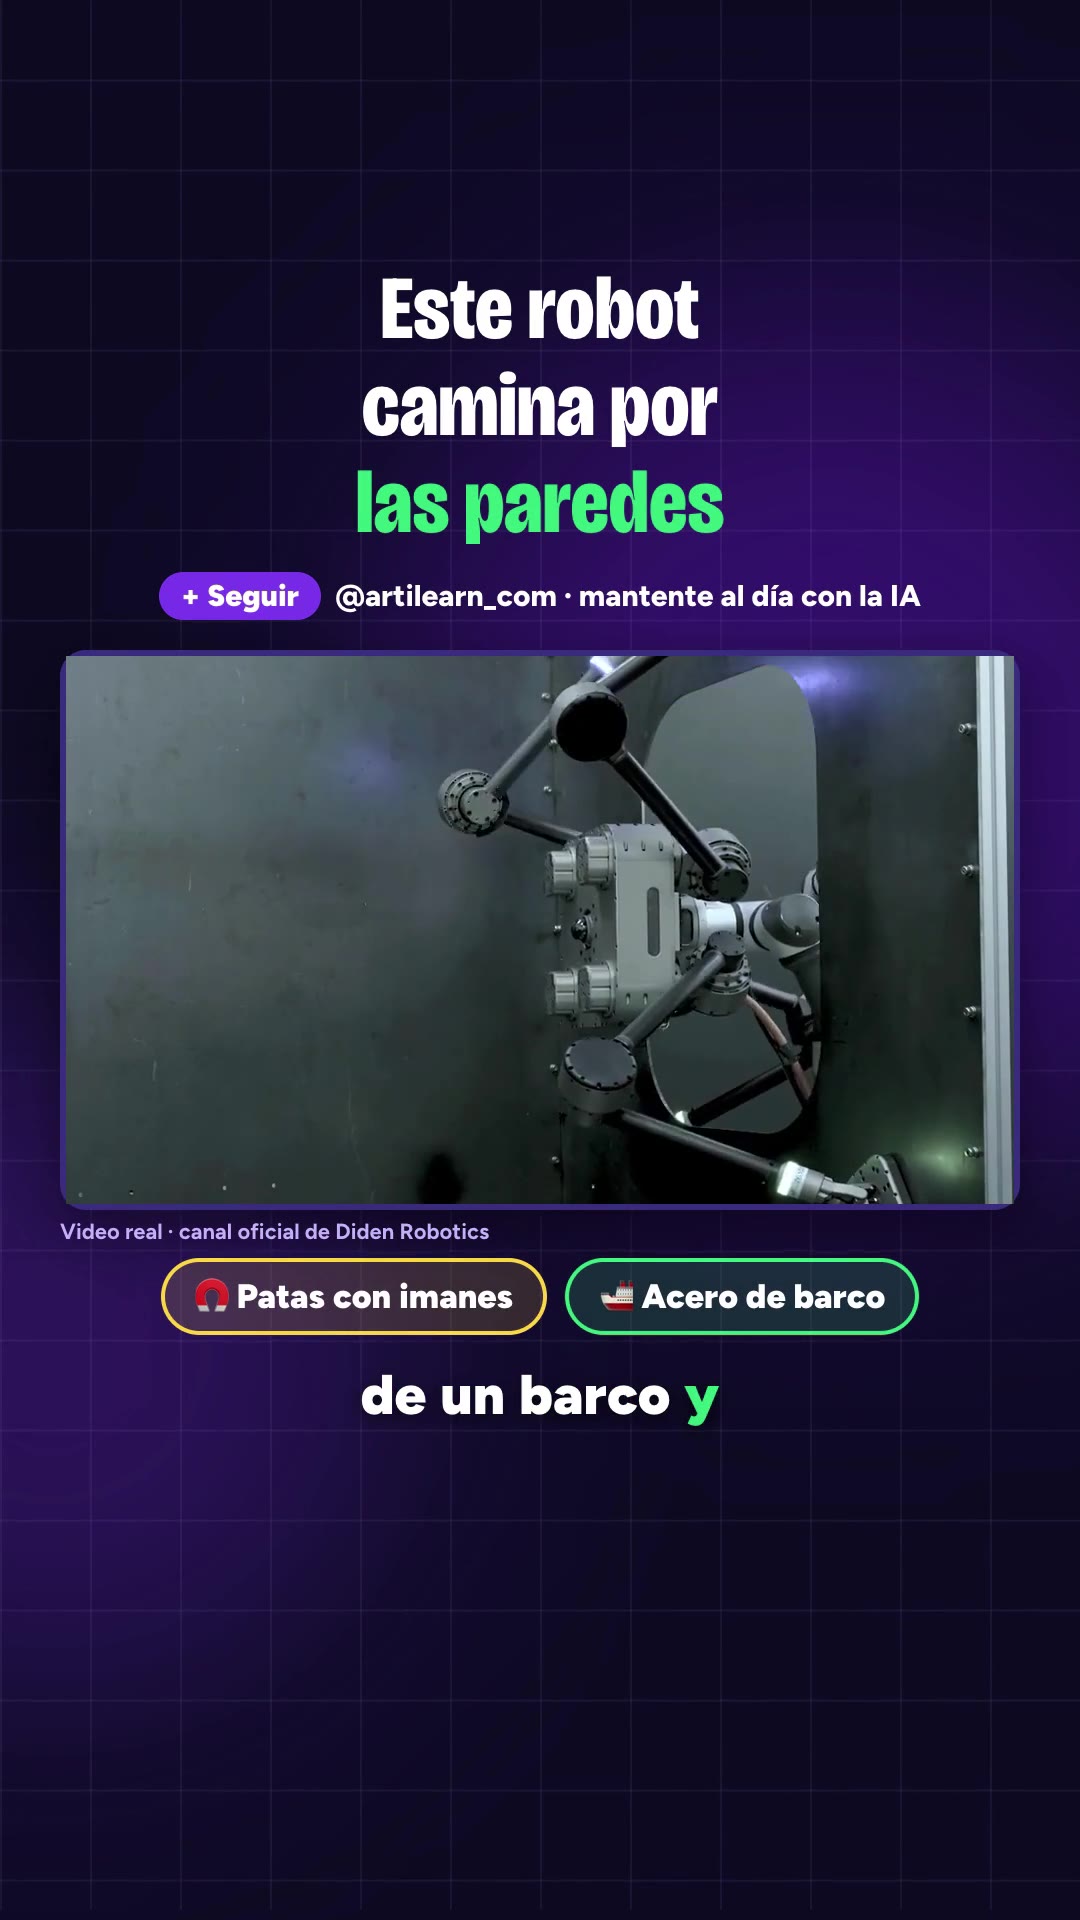 Este robot
camina por
las paredes
+ Seguir @artilearn_com · mantente al día con la IA
Video real · canal oficial de Diden Robotics
Patas con imanes
Acero de barco
de un barco y